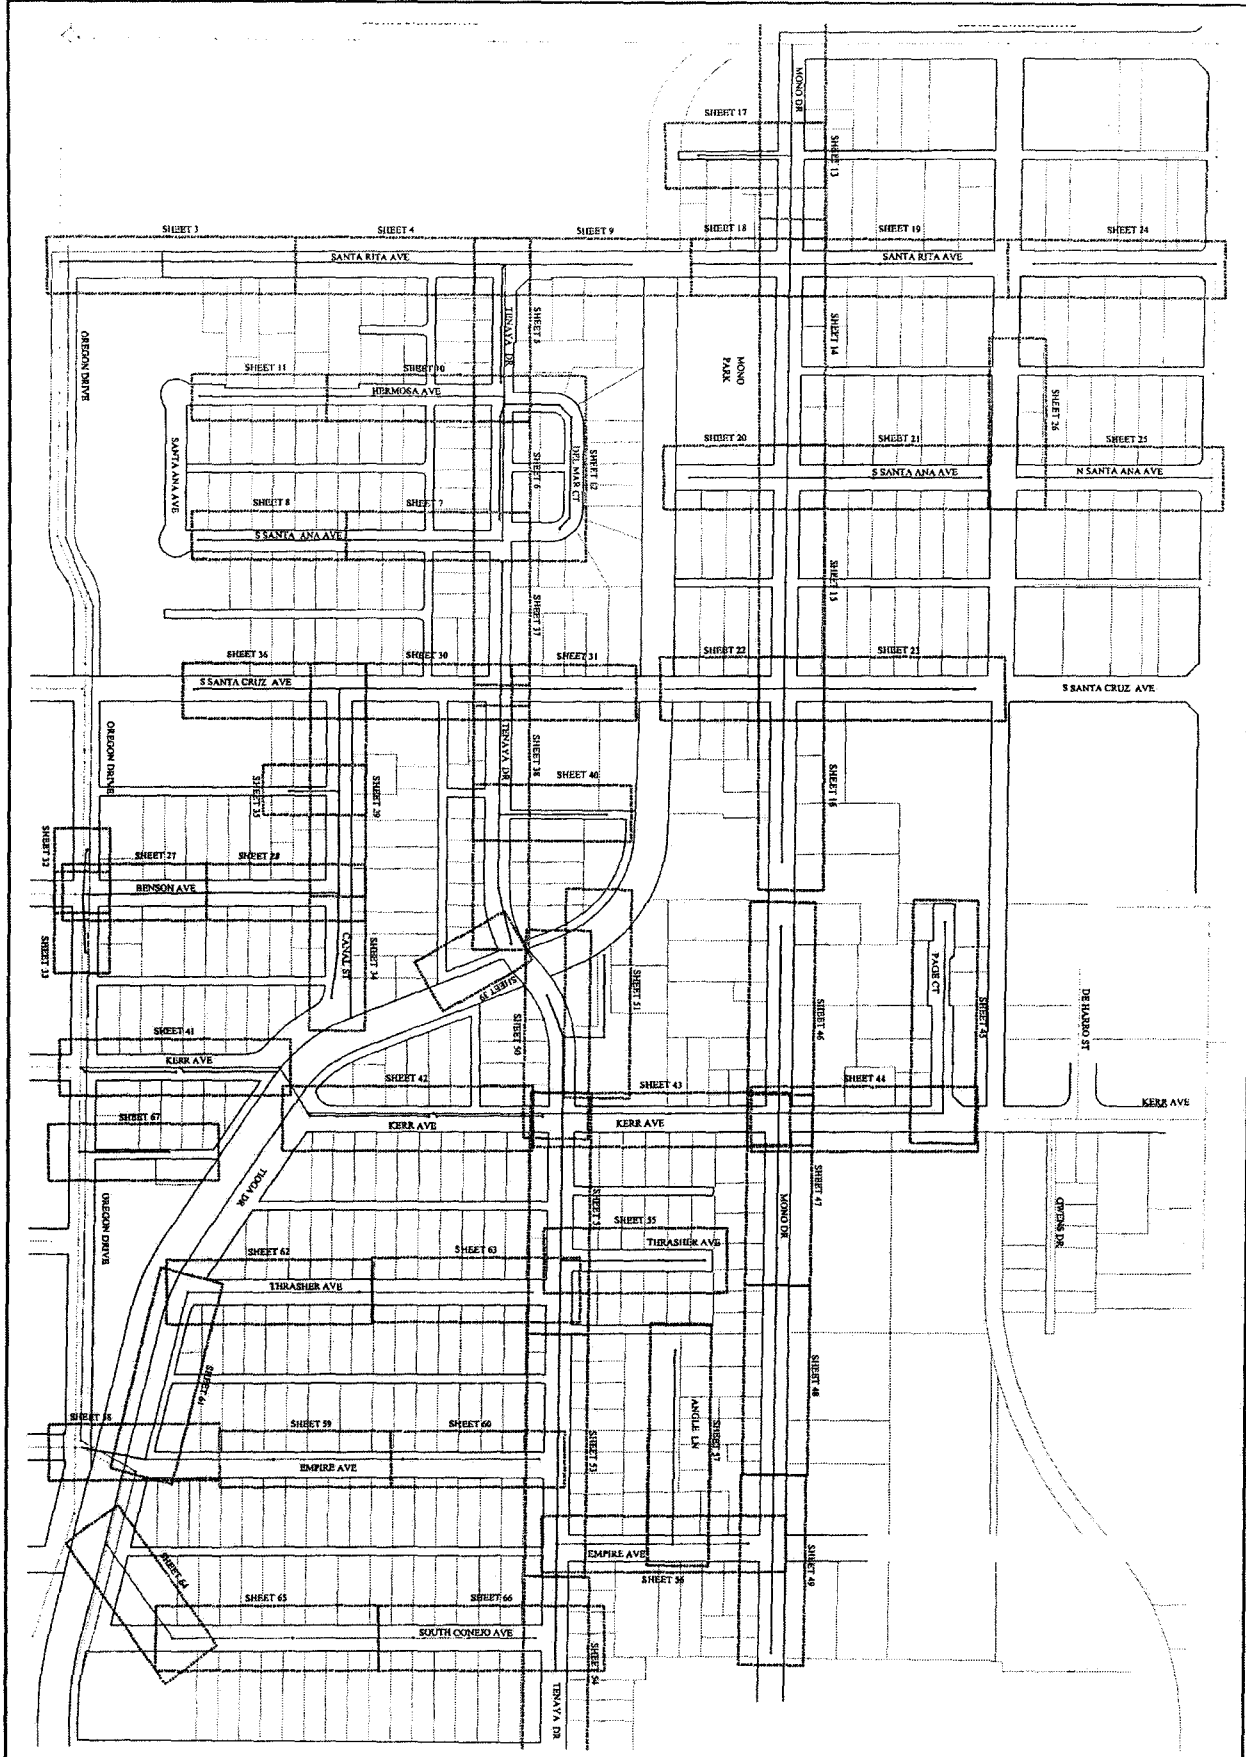 MONO DR
SHEET 17
SHEET 13
SHEET 3
SHEET 4
SHEET 9
SHEET 18
SHEET 19
SHEET 24
SANTA RITA AVE
SANTA RITA AVE
SHEET 5
TENAYA DR
SHEET 14
OREGON DRIVE
MONO
PARK
SHEET 11
SHEET 10
HERMOSA AVE
SHEET 26
SANTA ANA AVE
DEL MAR CT
SHEET 6
SHEET 12
SHEET 20
SHEET 21
SHEET 25
S SANTA ANA AVE
N SANTA ANA AVE
SHEET 8
SHEET 7
S SANTA ANA AVE
SHEET 15
SHEET 37
SHEET 36
SHEET 30
SHEET 31
SHEET 22
SHEET 23
S SANTA CRUZ AVE
S SANTA CRUZ AVE
OREGON DRIVE
TENAYA DR
SHEET 38
SHEET 40
SHEET 16
SHEET 35
SHEET 29
SHEET 32
SHEET 27
SHEET 28
BENSON AVE
SHEET 33
CANAL ST
SHEET 34
SHEET 39
SHEET 51
PAGE CT
SHEET 45
DE HARRO ST
SHEET 50
SHEET 46
SHEET 41
KERR AVE
SHEET 42
SHEET 43
SHEET 44
KERR AVE
KERR AVE
KERR AVE
SHEET 67
TIOGA DR
OREGON DRIVE
MONO DR
SHEET 47
OWENS DR
SHEET 55
THRASHER AVE
SHEET 62
SHEET 63
THRASHER AVE
SHEET 61
SHEET 48
ANGLE LN
SHEET 57
SHEET 58
SHEET 59
SHEET 60
EMPIRE AVE
SHEET 53
EMPIRE AVE
SHEET 56
SHEET 49
SHEET 64
SHEET 65
SHEET 66
SOUTH CONEJO AVE
SHEET 54
TENAYA DR